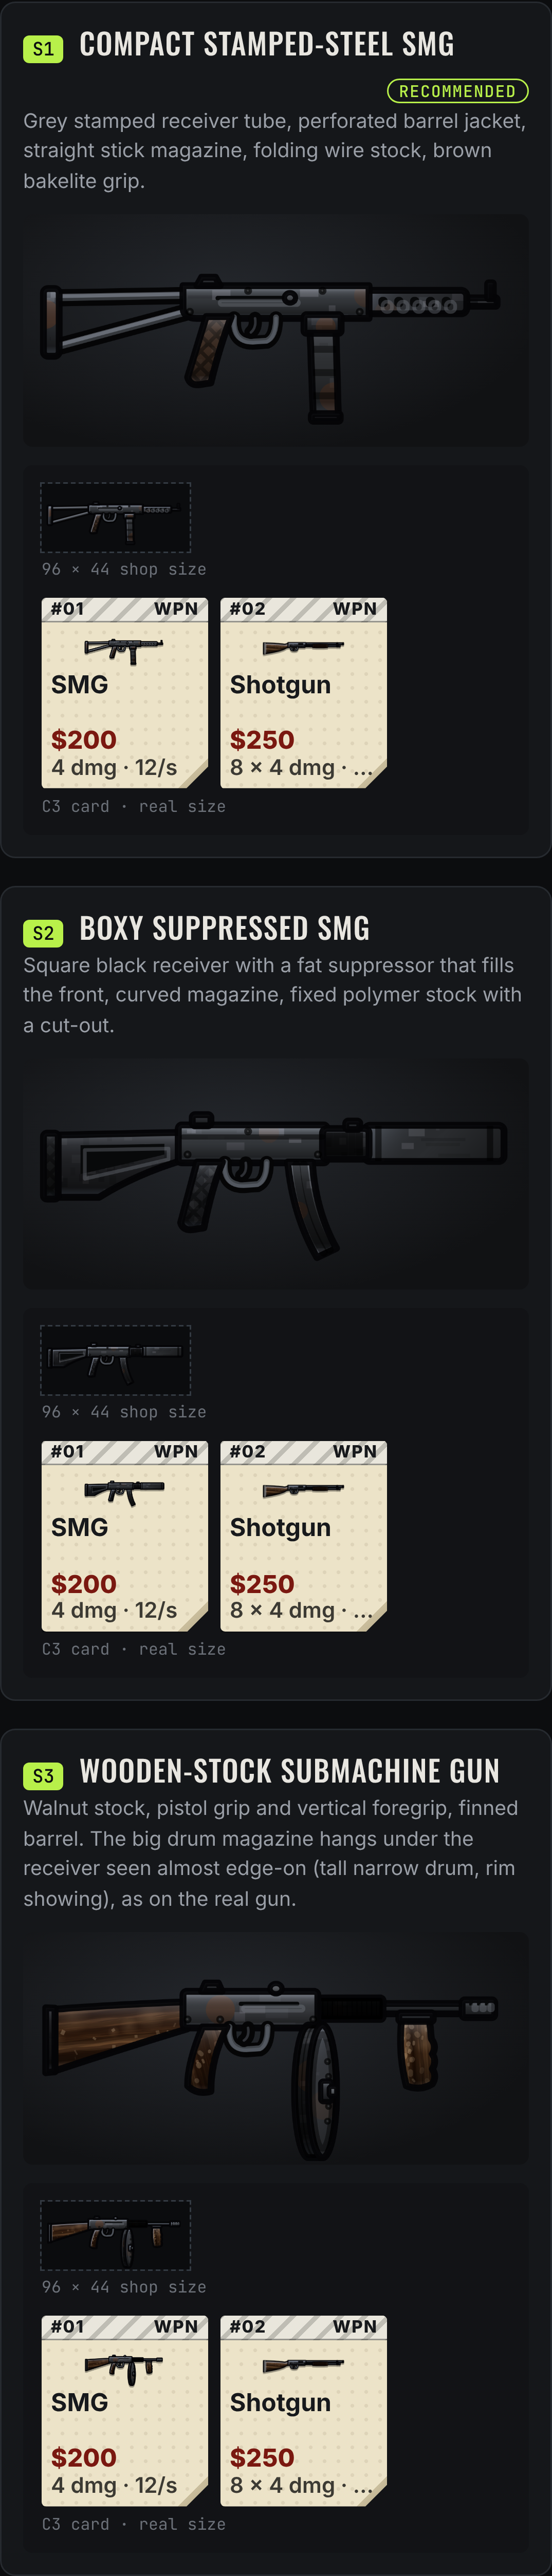 S1 COMPACT STAMPED-STEEL SMG
RECOMMENDED
Grey stamped receiver tube, perforated barrel jacket,
straight stick magazine, folding wire stock, brown
bakelite grip.
96 × 44 shop size
#01 WPN #02 WPN
SMG Shotgun
$200 $250
4 dmg · 12/s 8 × 4 dmg · ...
C3 card · real size
S2 BOXY SUPPRESSED SMG
Square black receiver with a fat suppressor that fills
the front, curved magazine, fixed polymer stock with
a cut-out.
96 × 44 shop size
#01 WPN #02 WPN
SMG Shotgun
$200 $250
4 dmg · 12/s 8 × 4 dmg · ...
C3 card · real size
S3 WOODEN-STOCK SUBMACHINE GUN
Walnut stock, pistol grip and vertical foregrip, finned
barrel. The big drum magazine hangs under the
receiver seen almost edge-on (tall narrow drum, rim
showing), as on the real gun.
96 × 44 shop size
#01 WPN #02 WPN
SMG Shotgun
$200 $250
4 dmg · 12/s 8 × 4 dmg · ...
C3 card · real size